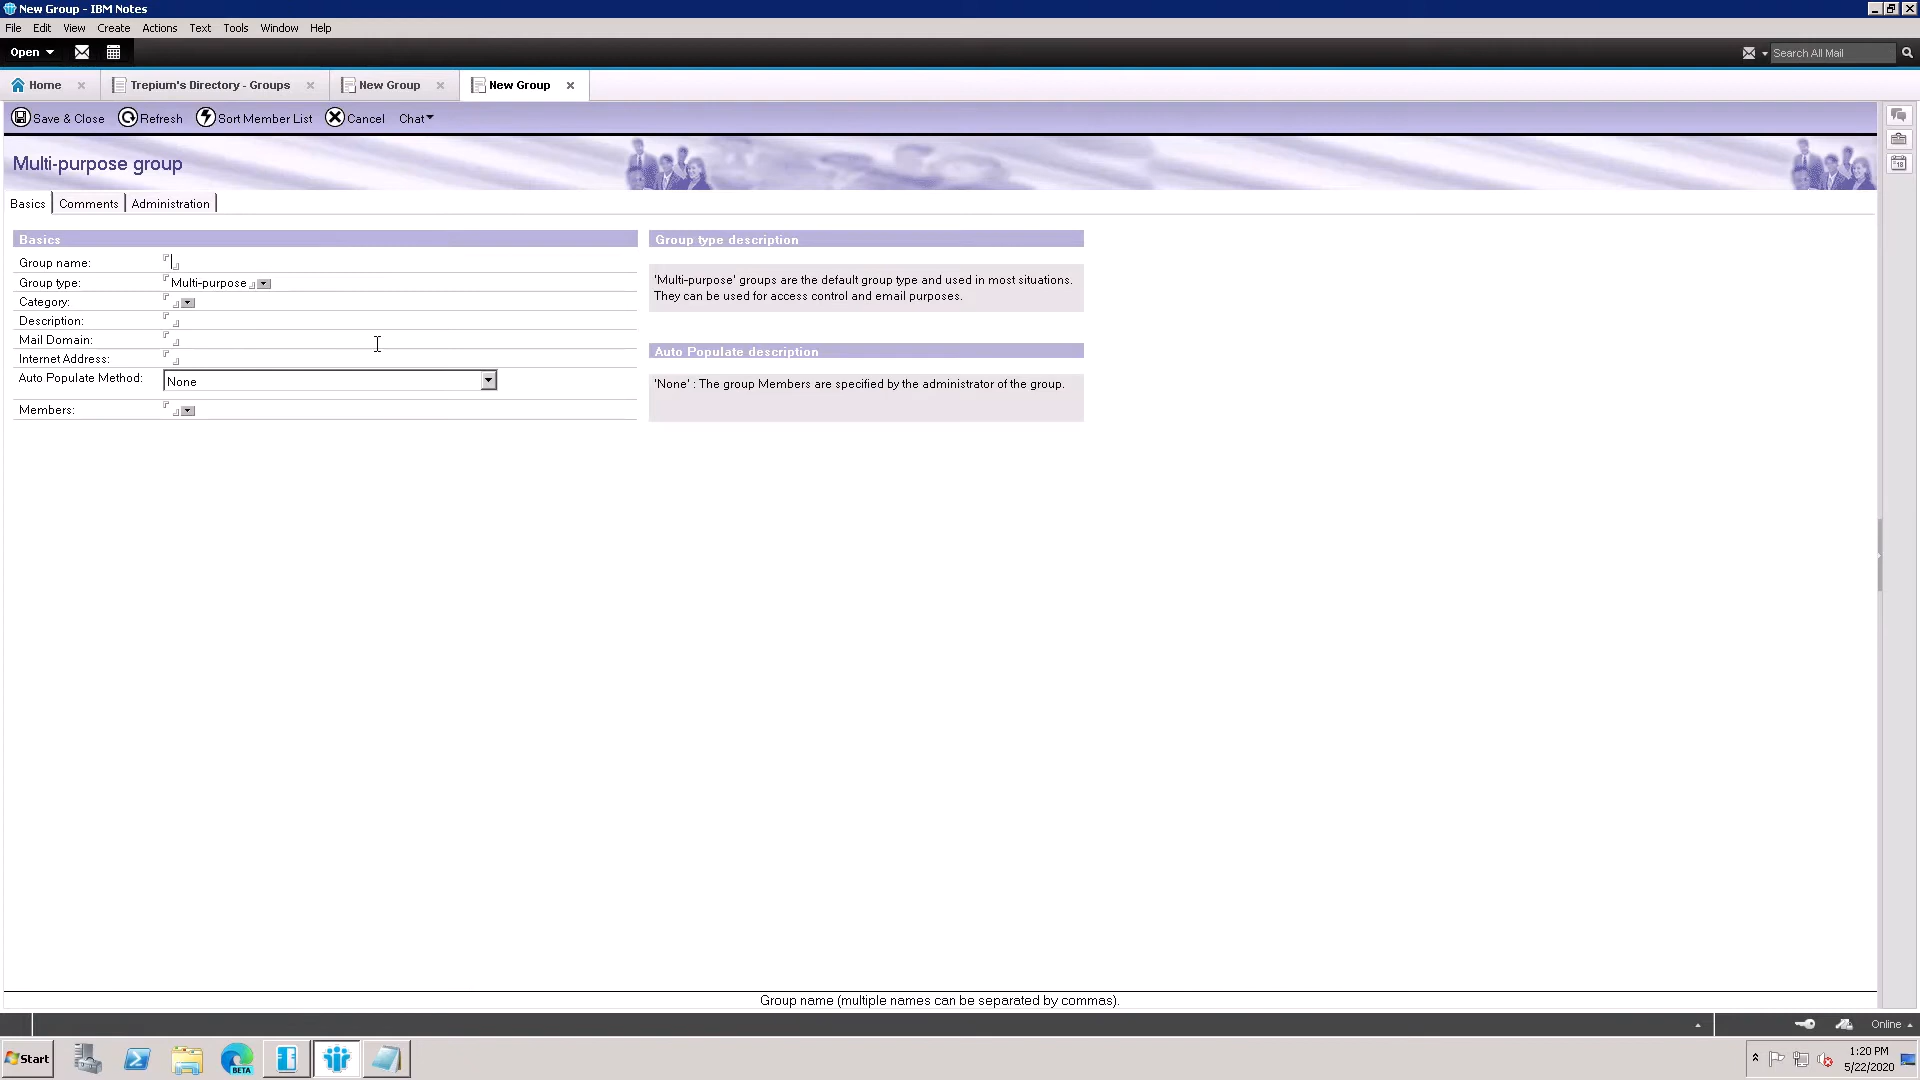 New Group - IBM Notes
File Edit View Create Actions Text Tools Window Help
Open Search All Mail
Home Trepium's Directory - Groups New Group New Group
Save & Close Refresh Sort Member List Cancel Chat
Multi-purpose group
Basics Comments Administration
Basics
Group name:
Group type: Multi-purpose
Category:
Description:
Mail Domain:
Internet Address:
Auto Populate Method: None
Members:
Group type description
'Multi-purpose' groups are the default group type and used in most situations.
They can be used for access control and email purposes.
Auto Populate description
'None' : The group Members are specified by the administrator of the group.
Group name (multiple names can be separated by commas).
Online
Start BETA 1:20 PM
5/22/2020